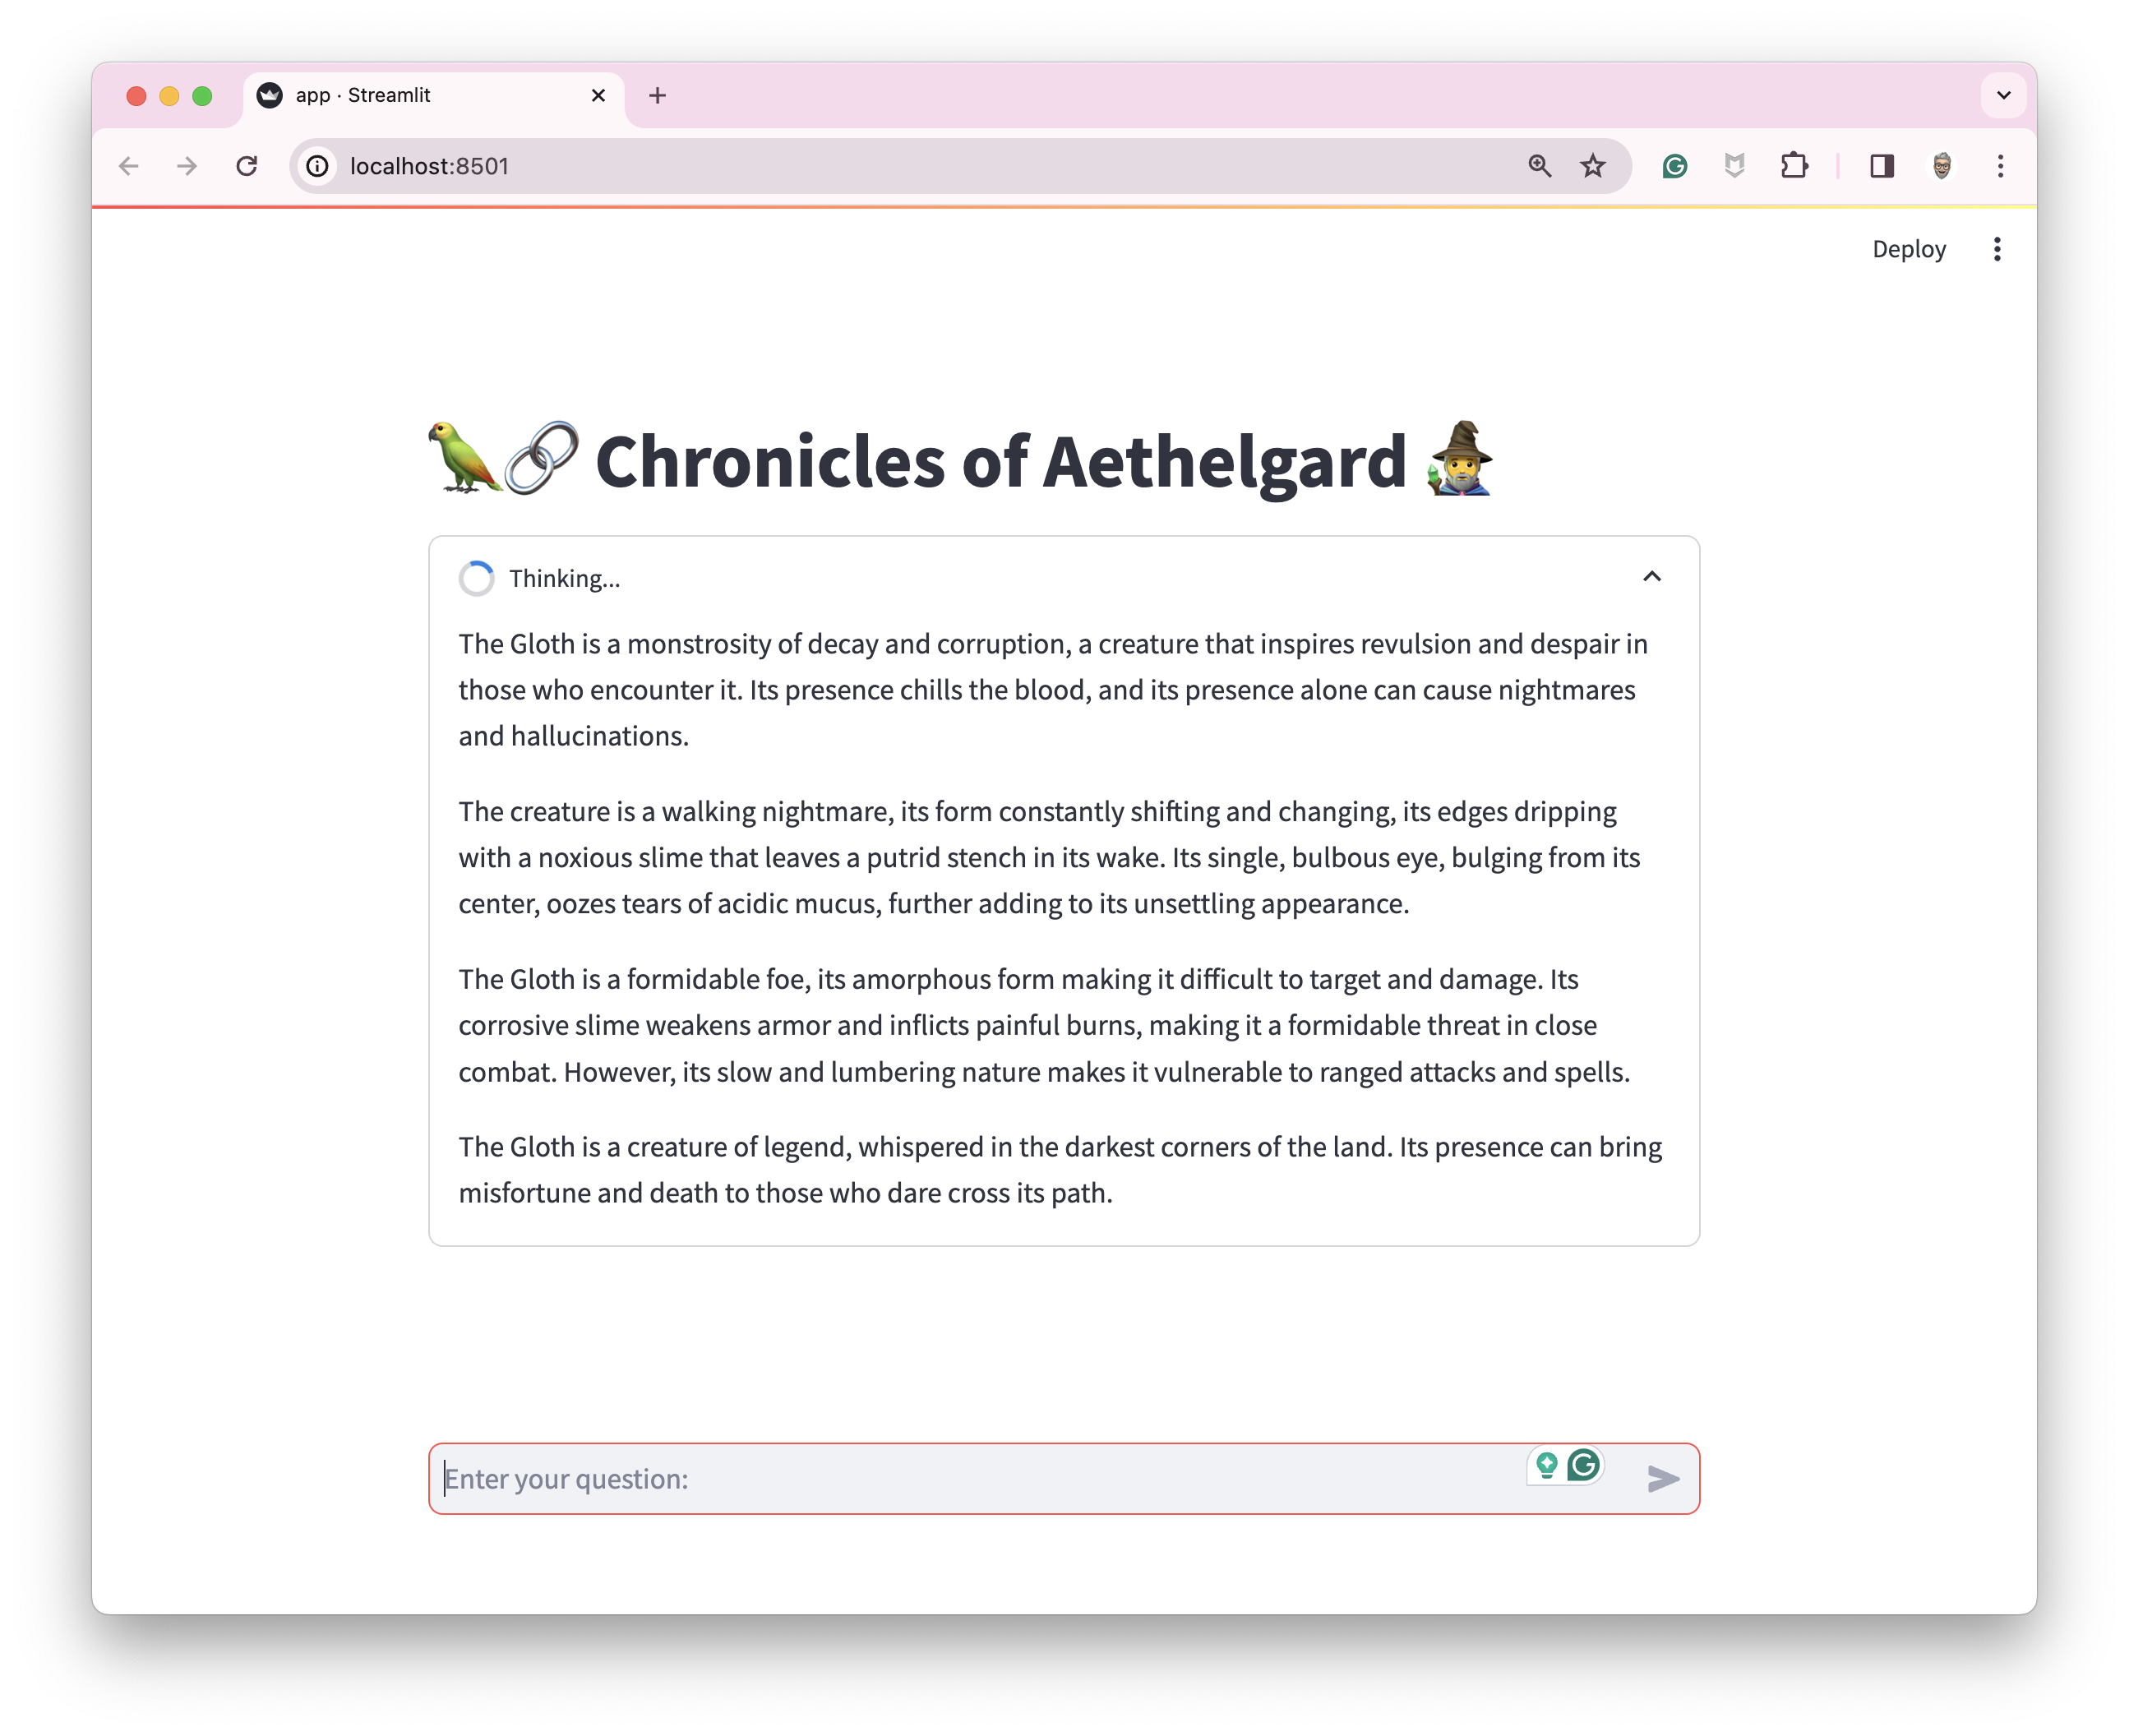 app · Streamlit
localhost:8501
Deploy
Chronicles of Aethelgard
Thinking...
The Gloth is a monstrosity of decay and corruption, a creature that inspires revulsion and despair in
those who encounter it. Its presence chills the blood, and its presence alone can cause nightmares
and hallucinations.
The creature is a walking nightmare, its form constantly shifting and changing, its edges dripping
with a noxious slime that leaves a putrid stench in its wake. Its single, bulbous eye, bulging from its
center, oozes tears of acidic mucus, further adding to its unsettling appearance.
The Gloth is a formidable foe, its amorphous form making it difficult to target and damage. Its
corrosive slime weakens armor and inflicts painful burns, making it a formidable threat in close
combat. However, its slow and lumbering nature makes it vulnerable to ranged attacks and spells.
The Gloth is a creature of legend, whispered in the darkest corners of the land. Its presence can bring
misfortune and death to those who dare cross its path.
Enter your question: